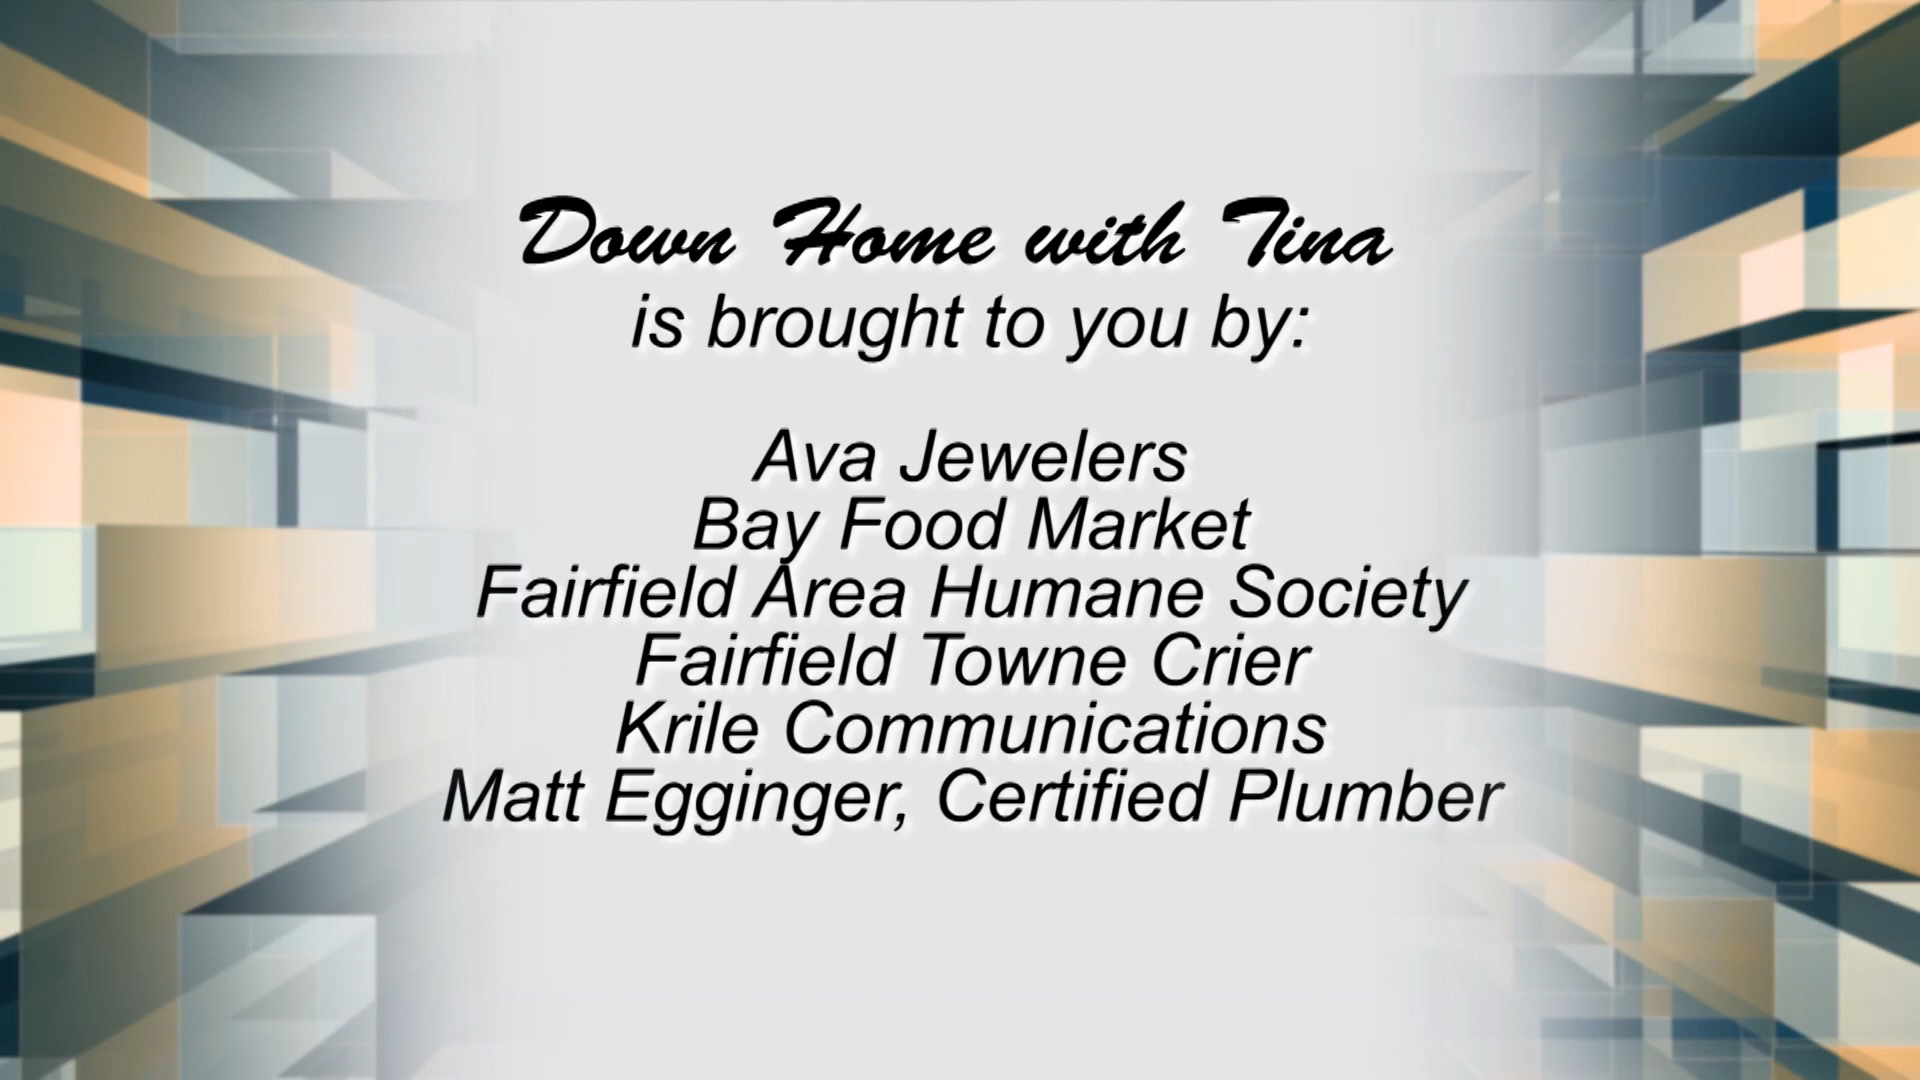 Down Home with Tina
is brought to you by:
Ava Jewelers
Bay Food Market
Fairfield Area Humane Society
Fairfield Towne Crier
Krile Communications
Matt Egginger, Certified Plumber